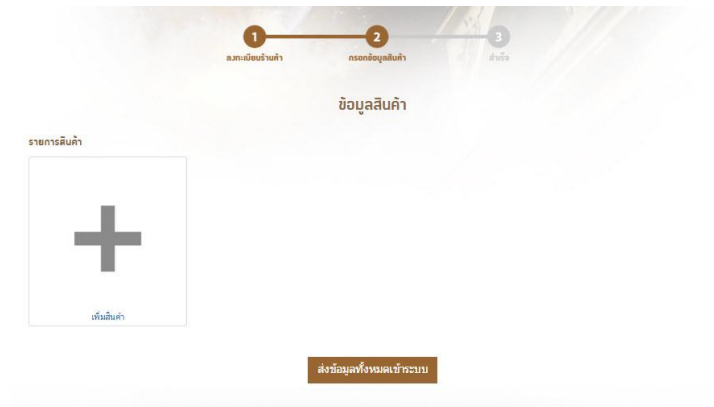 1
2
3
ลงทะเบียนร้านค้า
กรอกข้อมูลสินค้า
สำเร็จ
ข้อมูลสินค้า
รายการสินค้า
เพิ่มสินค้า
ส่งข้อมูลทั้งหมดเข้าระบบ